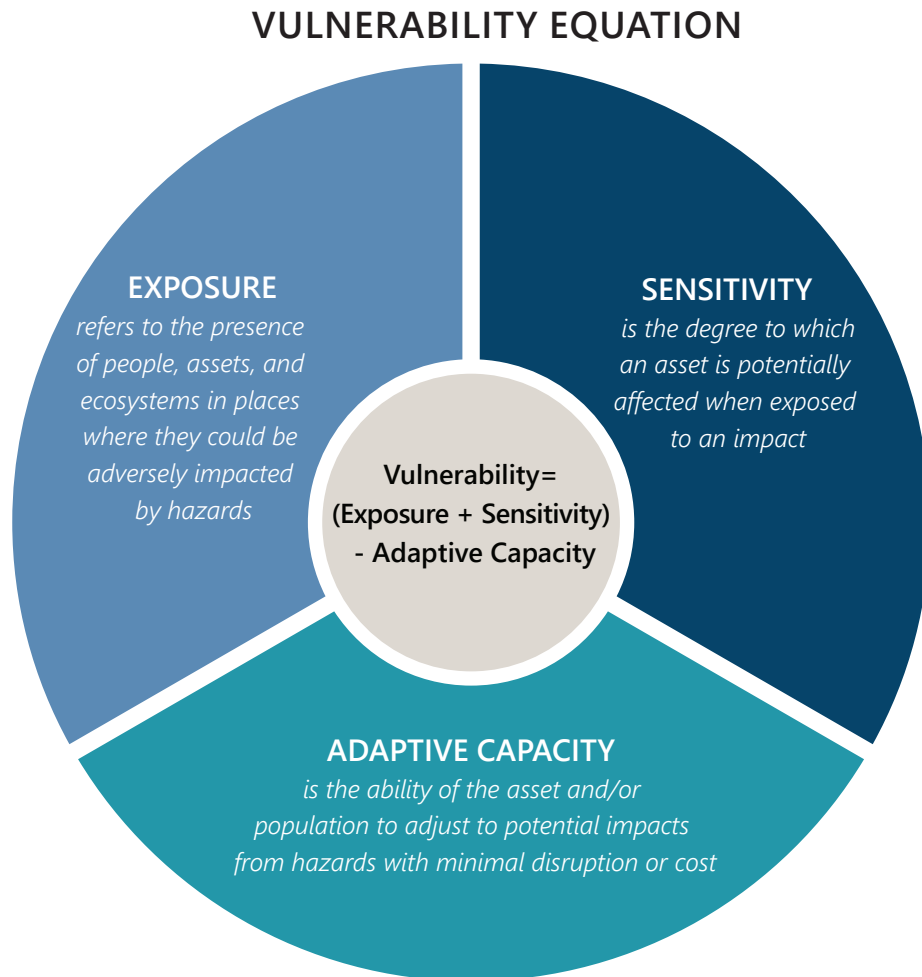 VULNERABILITY EQUATION
EXPOSURE
refers to the presence
of people, assets, and
ecosystems in places
where they could be
adversely impacted
by hazards
SENSITIVITY
is the degree to which
an asset is potentially
affected when exposed
to an impact
Vulnerability=
(Exposure + Sensitivity)
- Adaptive Capacity
ADAPTIVE CAPACITY
is the ability of the asset and/or
population to adjust to potential impacts
from hazards with minimal disruption or cost